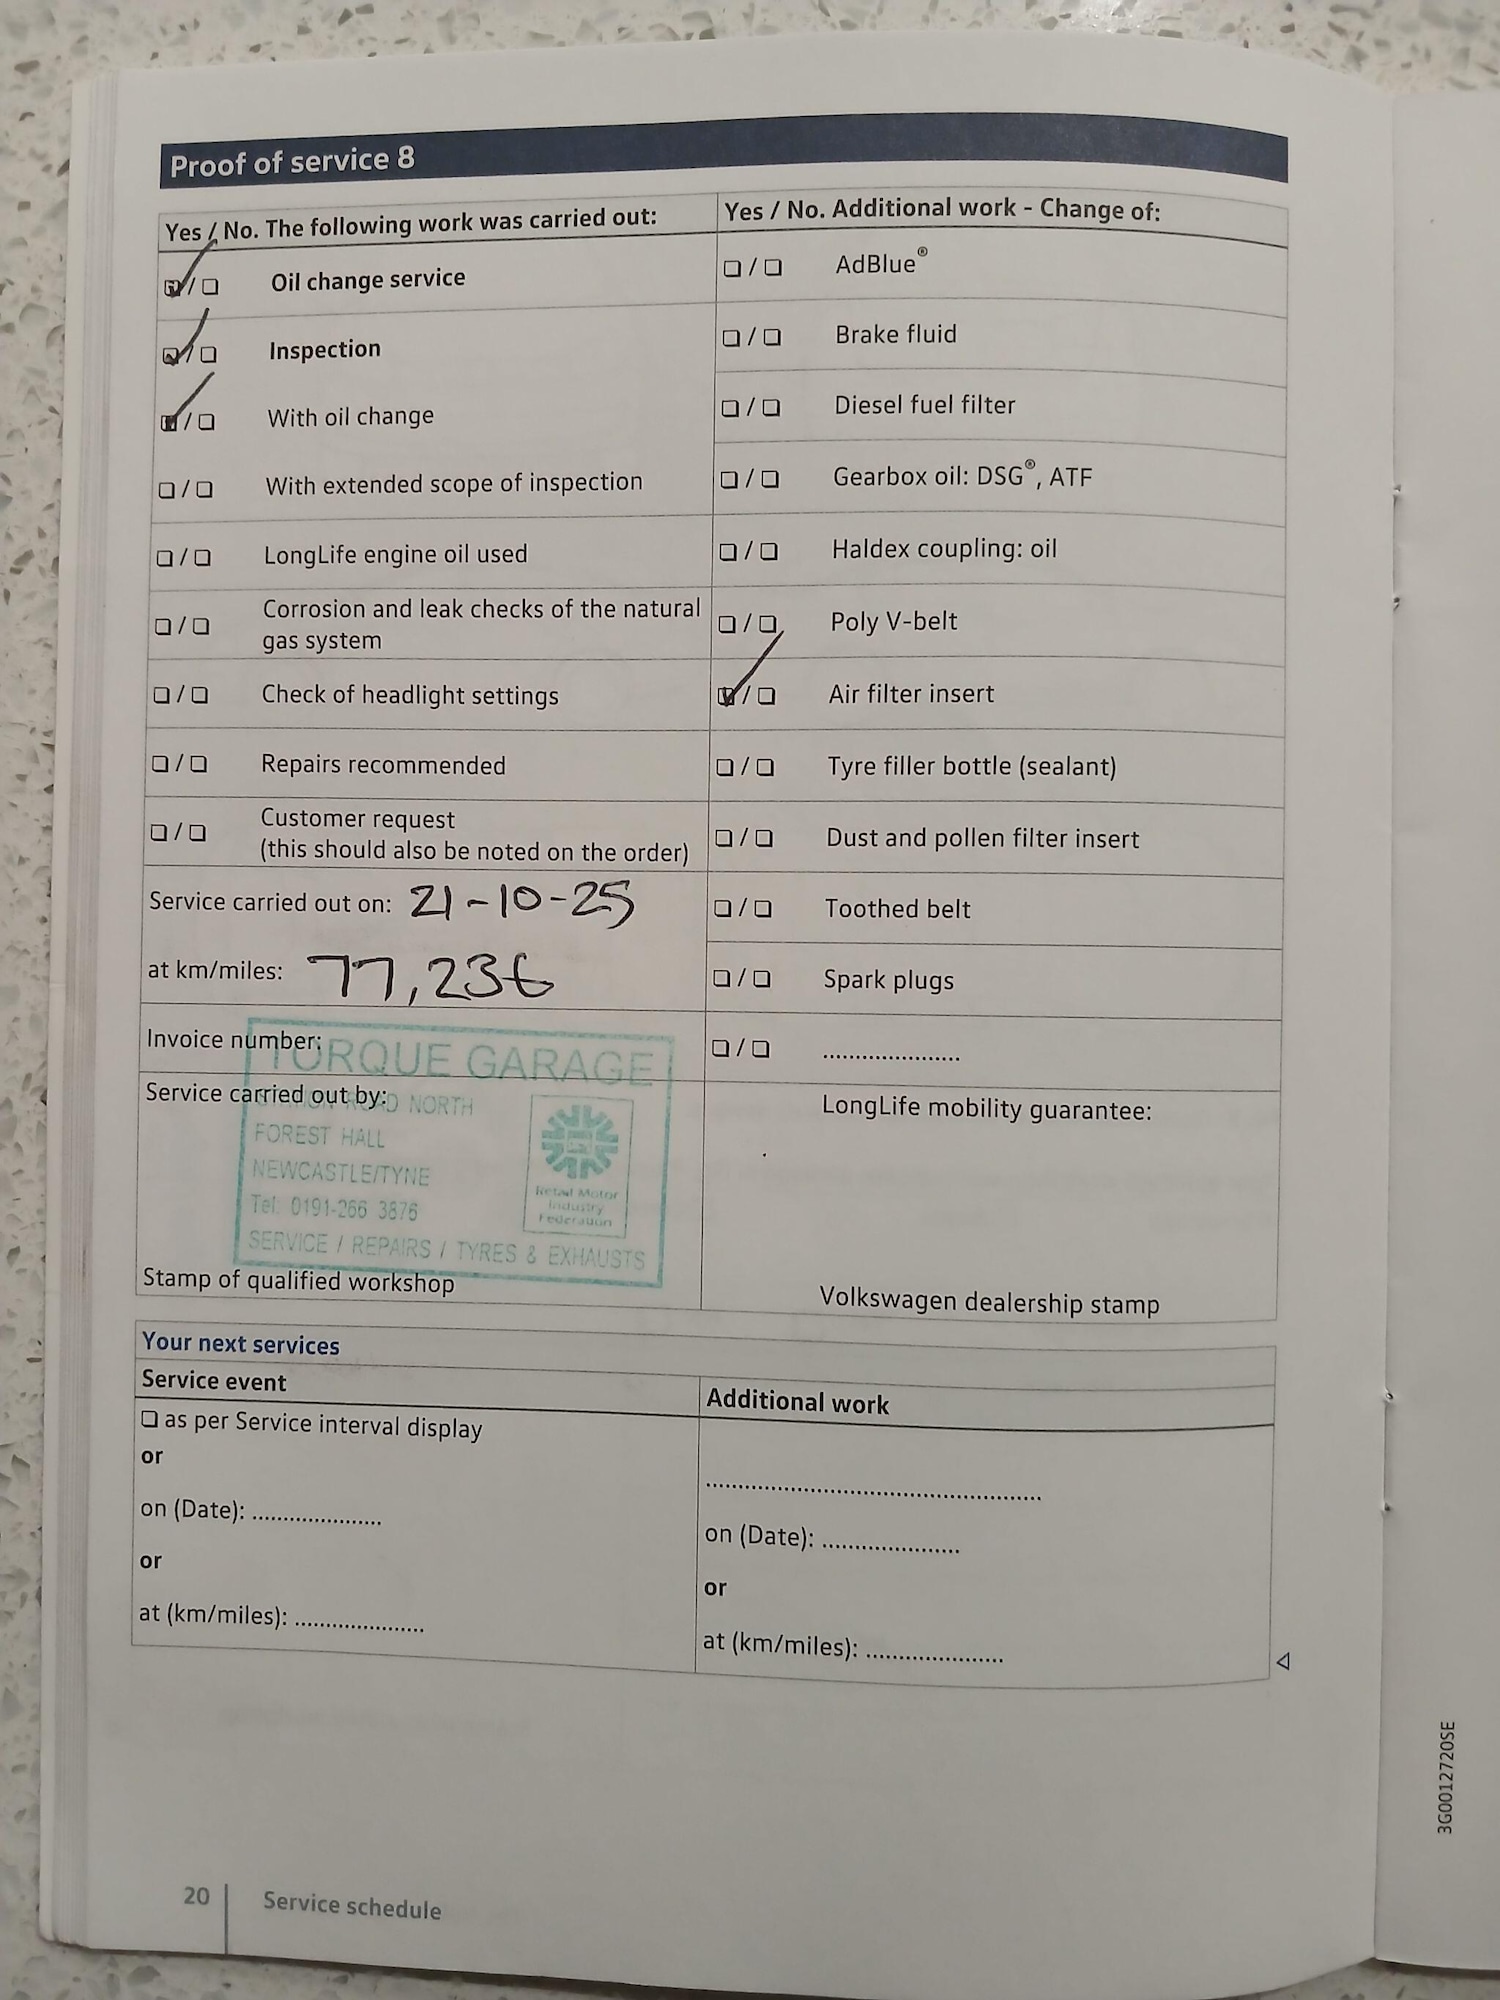 Proof of service 8
Yes / No. The following work was carried out:
❏ / ❏ Oil change service
❏ / ❏ Inspection
❏ / ❏ With oil change
❏ / ❏ With extended scope of inspection
❏ / ❏ LongLife engine oil used
❏ / ❏ Corrosion and leak checks of the natural
gas system
❏ / ❏ Check of headlight settings
❏ / ❏ Repairs recommended
❏ / ❏ Customer request
(this should also be noted on the order)
Service carried out on: 21-10-25
at km/miles: 77,236
Invoice number:
Service carried out by:
TORQUE GARAGE
STATION ROAD NORTH
FOREST HALL
NEWCASTLE/TYNE
Tel: 0191-266 3876
SERVICE / REPAIRS / TYRES & EXHAUSTS
Retail Motor
Industry
Federation
Stamp of qualified workshop
Yes / No. Additional work - Change of:
❏ / ❏ AdBlue®
❏ / ❏ Brake fluid
❏ / ❏ Diesel fuel filter
❏ / ❏ Gearbox oil: DSG®, ATF
❏ / ❏ Haldex coupling: oil
❏ / ❏ Poly V-belt
❏ / ❏ Air filter insert
❏ / ❏ Tyre filler bottle (sealant)
❏ / ❏ Dust and pollen filter insert
❏ / ❏ Toothed belt
❏ / ❏ Spark plugs
❏ / ❏ .....................
LongLife mobility guarantee:
Volkswagen dealership stamp
Your next services
Service event
❏ as per Service interval display
or
on (Date): ....................
or
at (km/miles): ....................
Additional work
....................................................
on (Date): .....................
or
at (km/miles): .....................
20 Service schedule
3G0012720SE